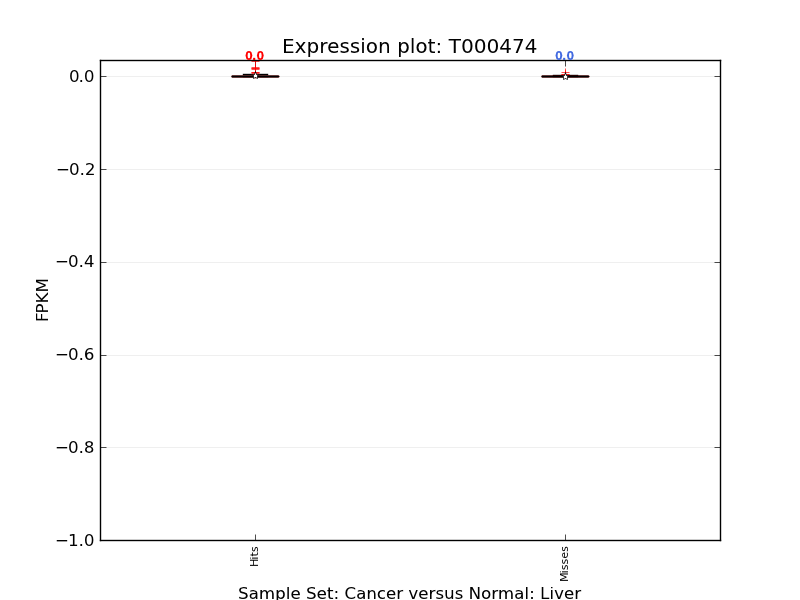 Expression plot: T000474
0.0
0.0
0.0
−0.2
−0.4
−0.6
−0.8
−1.0
FPKM
Hits
Misses
Sample Set: Cancer versus Normal: Liver